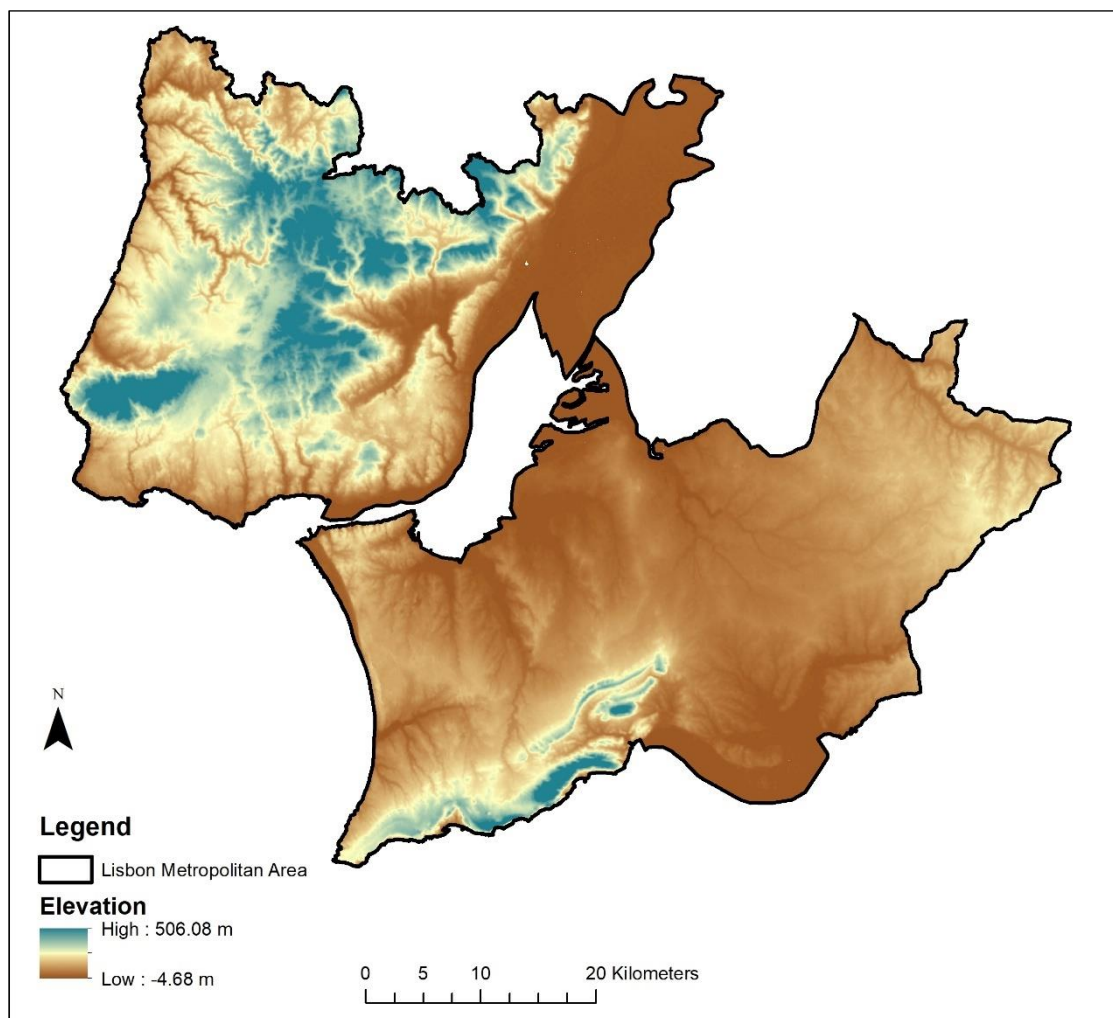 N
Legend
Lisbon Metropolitan Area
Elevation
High : 506.08 m
Low : -4.68 m
0 5 10 20 Kilometers